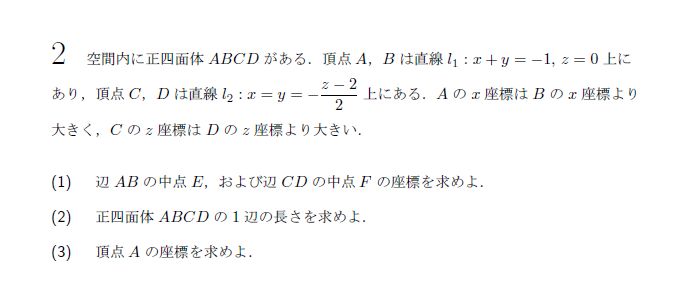 2 空間内に正四面体 ABCD がある．頂点 A，B は直線 l₁ : x + y = −1, z = 0 上に
あり，頂点 C，D は直線 l₂ : x = y = −(z − 2)/2 上にある．A の x 座標は B の x 座標より
大きく，C の z 座標は D の z 座標より大きい．
(1) 辺 AB の中点 E，および辺 CD の中点 F の座標を求めよ．
(2) 正四面体 ABCD の 1 辺の長さを求めよ．
(3) 頂点 A の座標を求めよ．